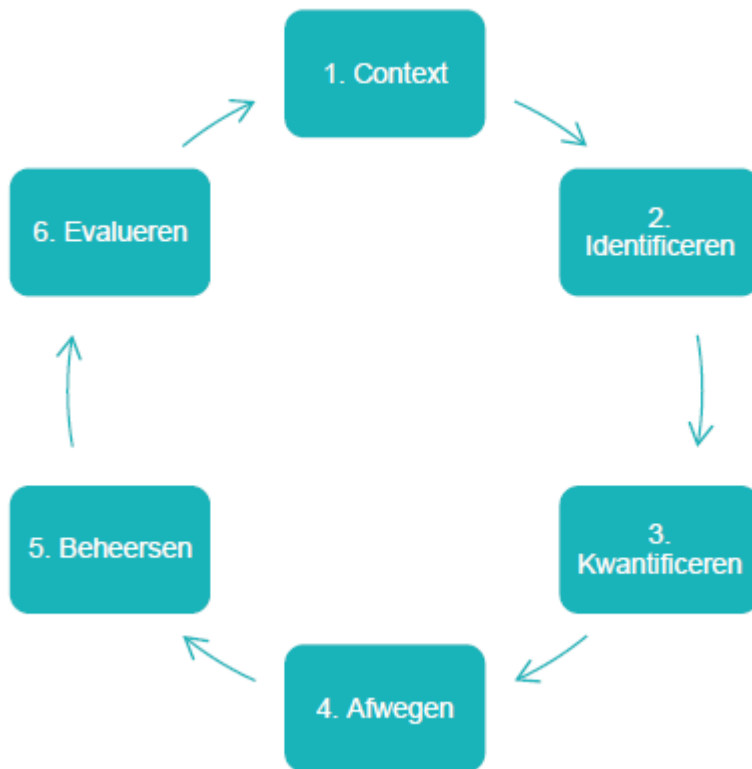 1. Context
2.
Identificeren
3.
Kwantificeren
4. Afwegen
5. Beheersen
6. Evalueren